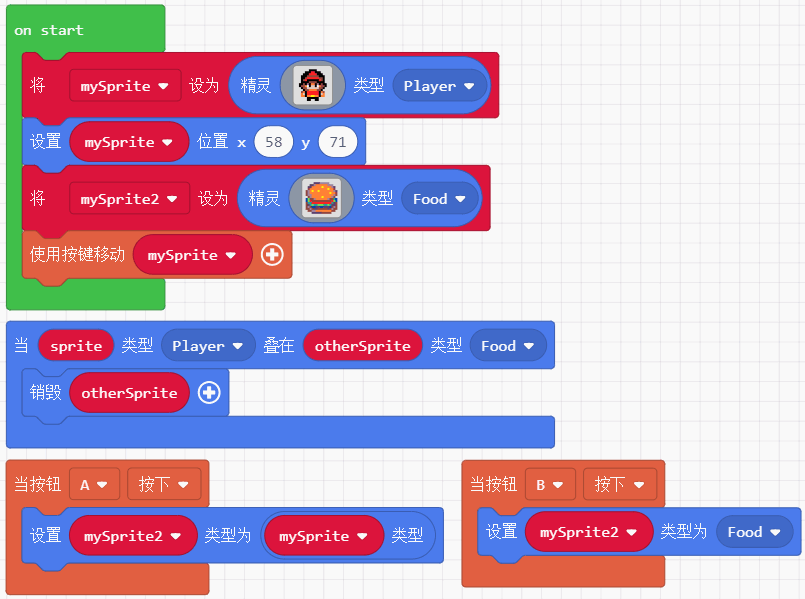 on start
将 mySprite 设为 精灵 类型 Player
设置 mySprite 位置 x 58 y 71
将 mySprite2 设为 精灵 类型 Food
使用按键移动 mySprite
当 sprite 类型 Player 叠在 otherSprite 类型 Food
销毁 otherSprite
当按钮 A 按下
设置 mySprite2 类型为 mySprite 类型
当按钮 B 按下
设置 mySprite2 类型为 Food